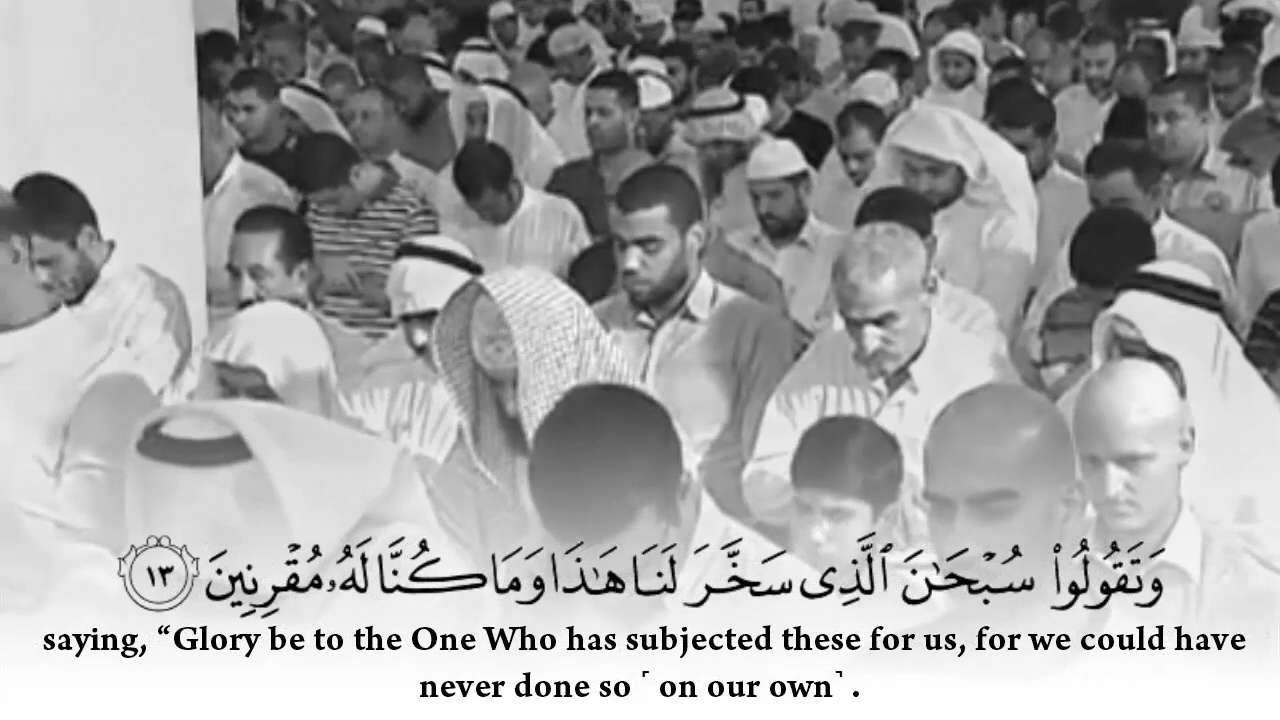 وَتَقُولُوا۟ سُبْحَـٰنَ ٱلَّذِى سَخَّرَ لَنَا هَـٰذَا وَمَا كُنَّا لَهُۥ مُقْرِنِينَ ١٣
saying, “Glory be to the One Who has subjected these for us, for we could have
never done so ˹ on our own˺ .